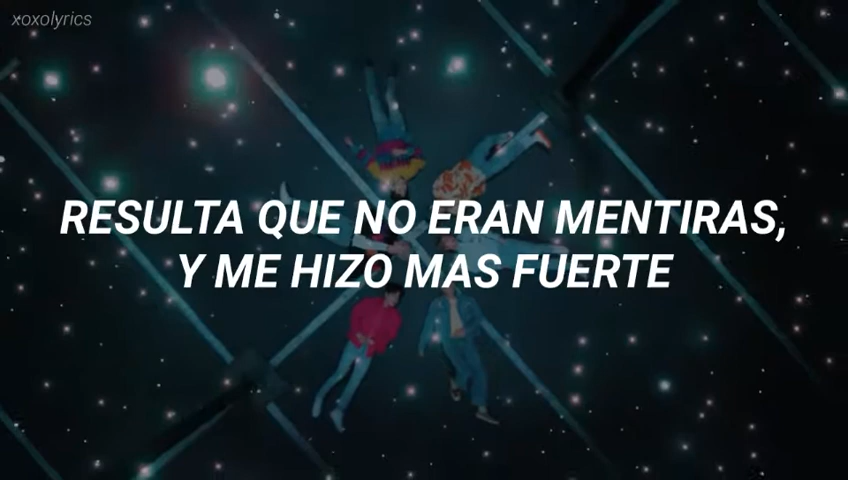 xoxolyrics
RESULTA QUE NO ERAN MENTIRAS,
Y ME HIZO MAS FUERTE